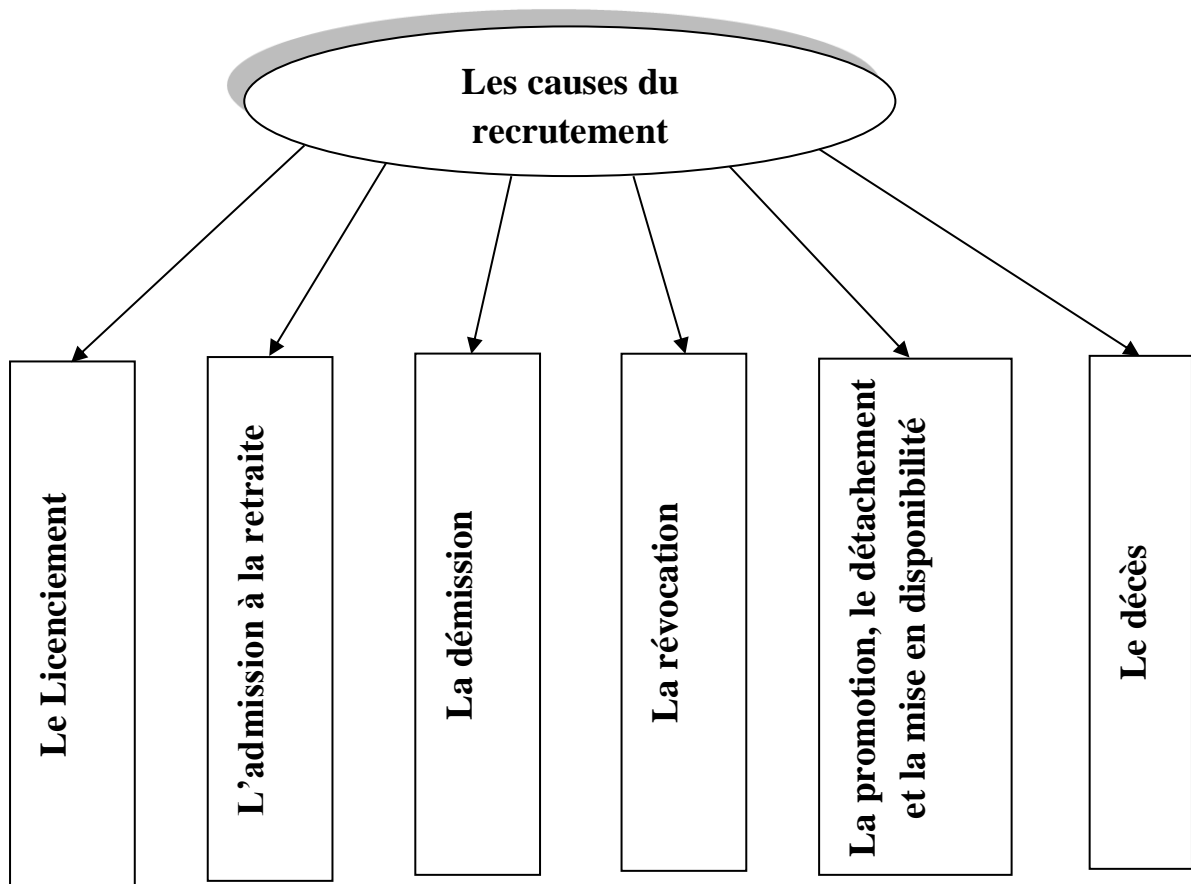 Les causes du
recrutement
Le Licenciement
L’admission à la retraite
La démission
La révocation
La promotion, le détachement
et la mise en disponibilité
Le décès